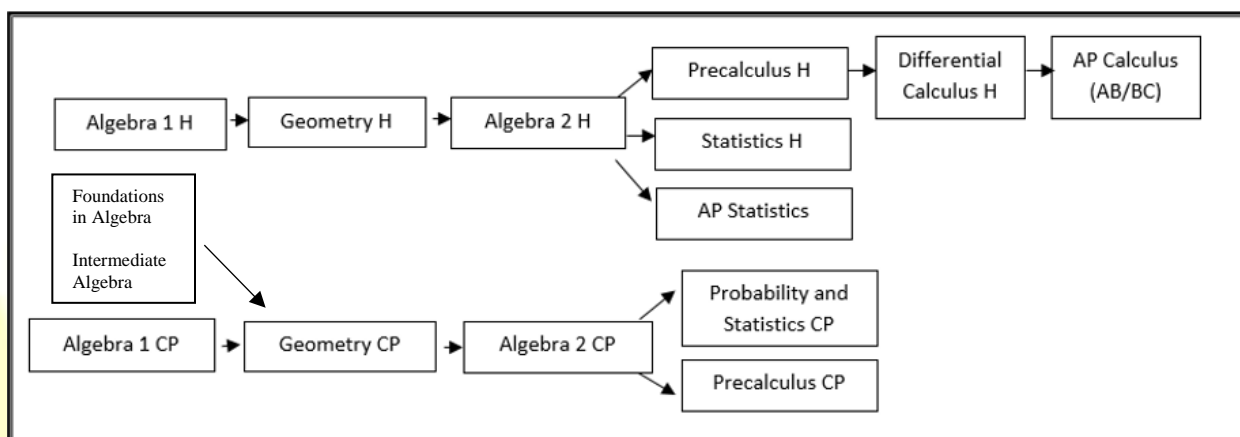 Precalculus H
Differential
Calculus H
AP Calculus
(AB/BC)
Algebra 1 H
Geometry H
Algebra 2 H
Statistics H
AP Statistics
Foundations
in Algebra
Intermediate
Algebra
Algebra 1 CP
Geometry CP
Algebra 2 CP
Probability and
Statistics CP
Precalculus CP